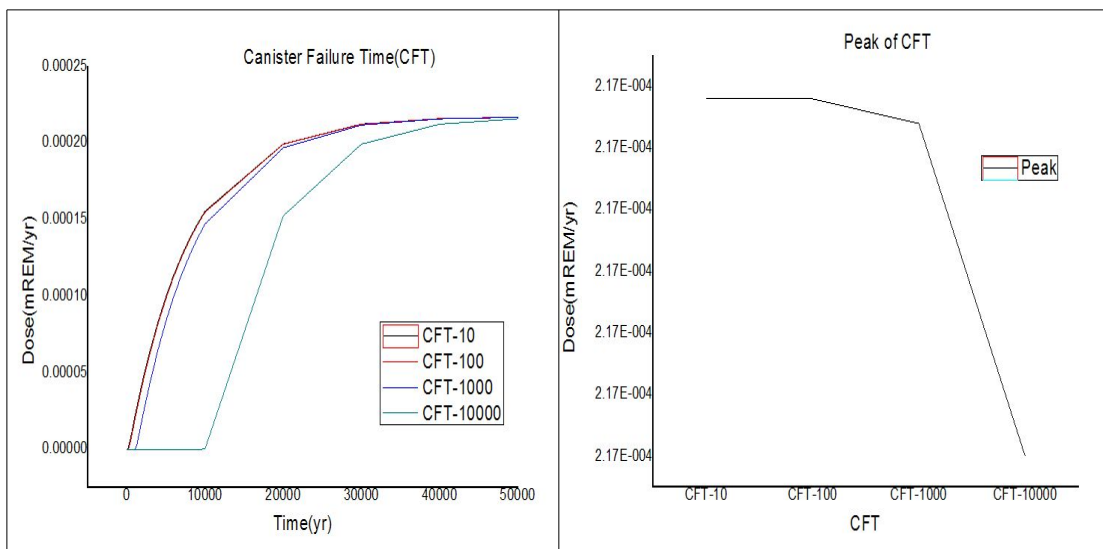 Canister Failure Time(CFT)
0.00025
0.00020
0.00015
0.00010
0.00005
0.00000
Dose(mREM/yr)
CFT-10
CFT-100
CFT-1000
CFT-10000
0 10000 20000 30000 40000 50000
Time(yr)
Peak of CFT
2.17E-004
2.17E-004
2.17E-004
2.17E-004
2.17E-004
2.17E-004
2.17E-004
Dose(mREM/yr)
Peak
CFT-10 CFT-100 CFT-1000 CFT-10000
CFT